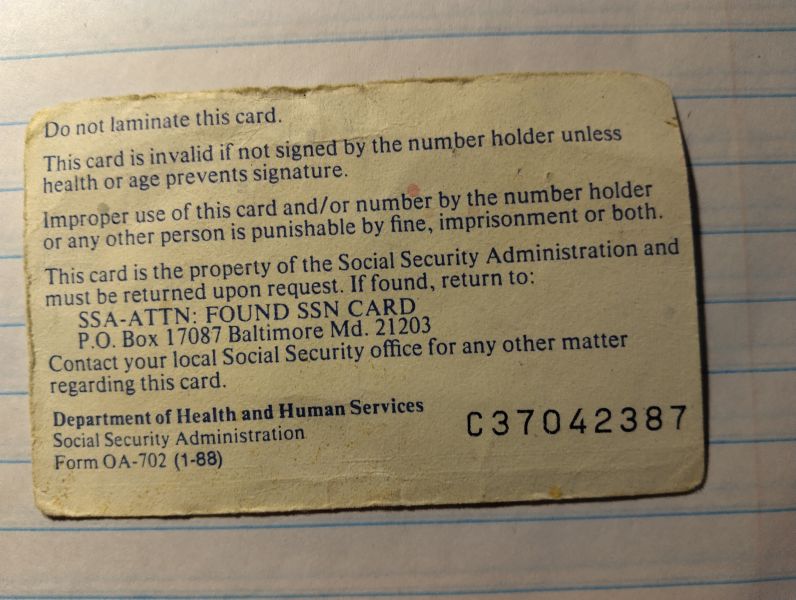 Do not laminate this card.
This card is invalid if not signed by the number holder unless
health or age prevents signature.
Improper use of this card and/or number by the number holder
or any other person is punishable by fine, imprisonment or both.
This card is the property of the Social Security Administration and
must be returned upon request. If found, return to:
SSA-ATTN: FOUND SSN CARD
P.O. Box 17087 Baltimore Md. 21203
Contact your local Social Security office for any other matter
regarding this card.
Department of Health and Human Services
Social Security Administration
Form OA-702 (1-88)
C37042387